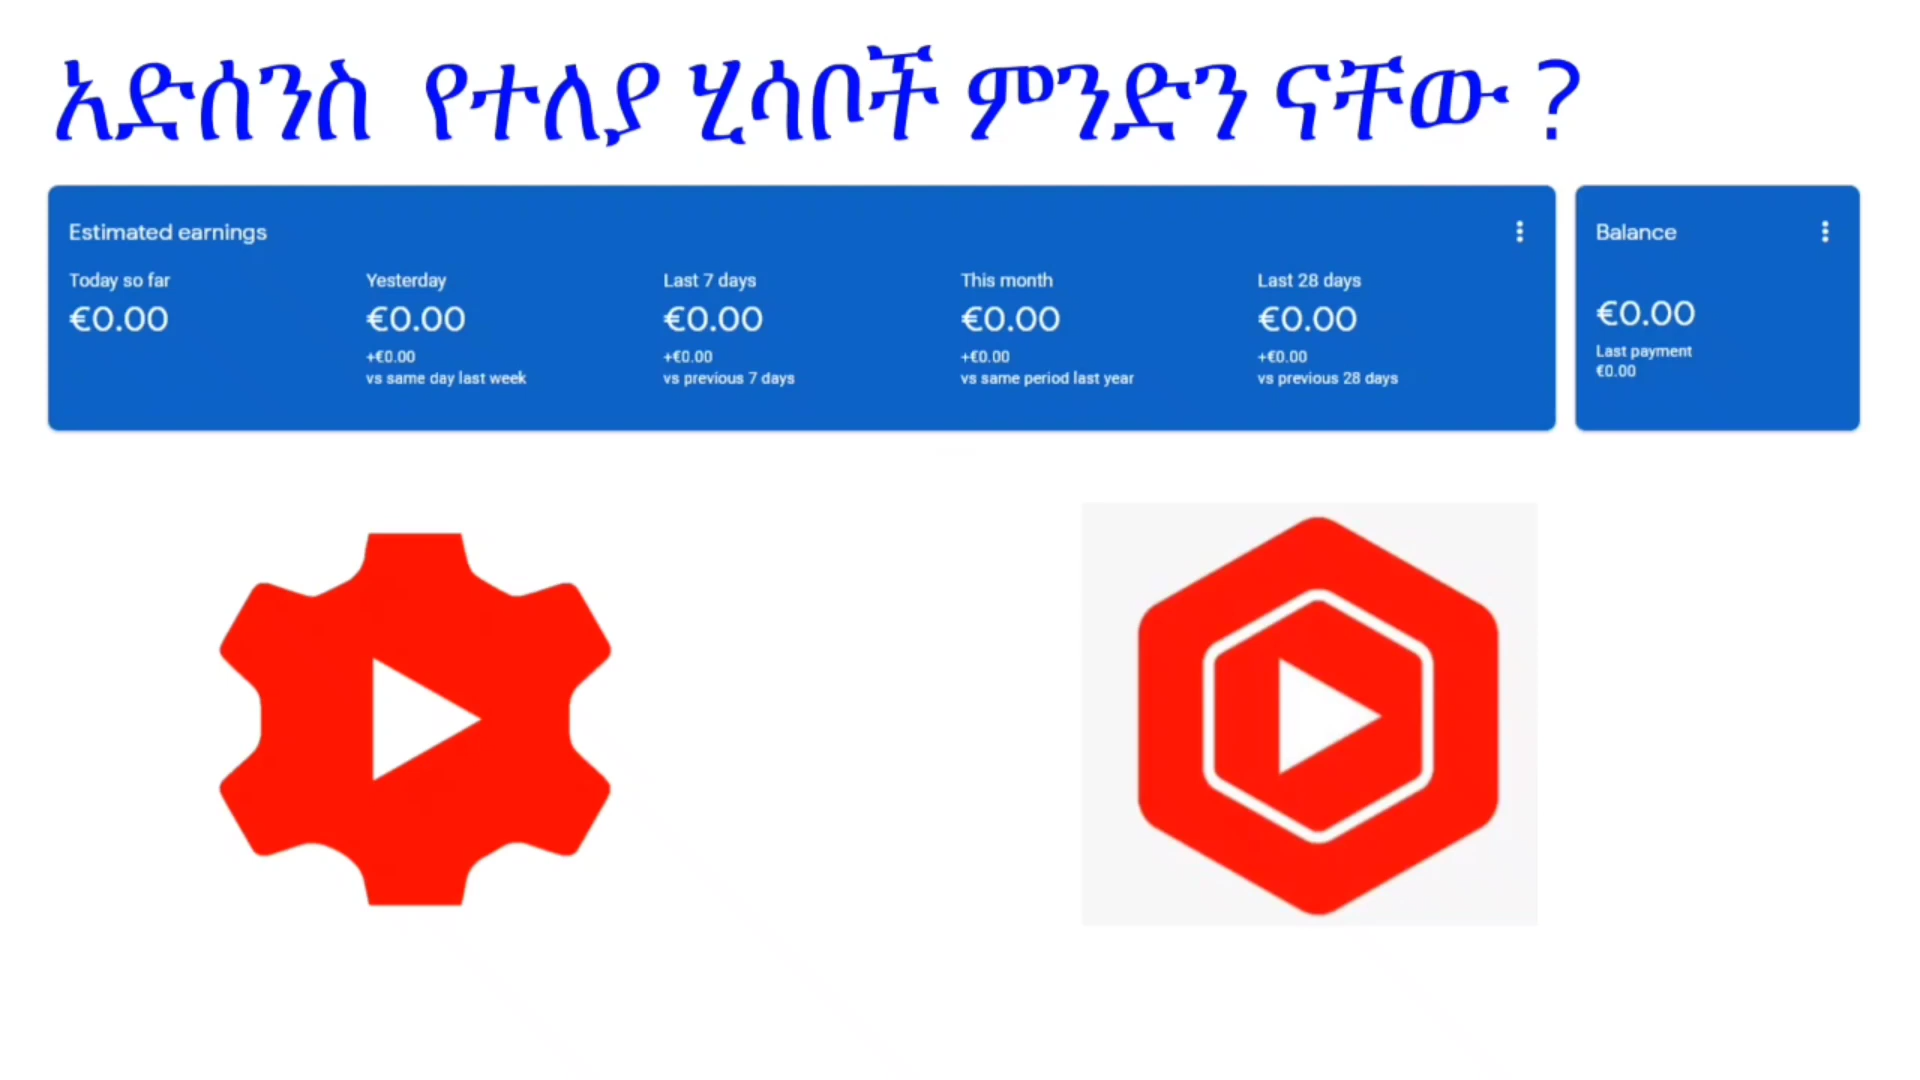 አድሰንስ የተለያ ሂሳቦች ምንድን ናቸው ?
Estimated earnings
Today so far
€0.00
Yesterday
€0.00
+€0.00
vs same day last week
Last 7 days
€0.00
+€0.00
vs previous 7 days
This month
€0.00
+€0.00
vs same period last year
Last 28 days
€0.00
+€0.00
vs previous 28 days
Balance
€0.00
Last payment
€0.00